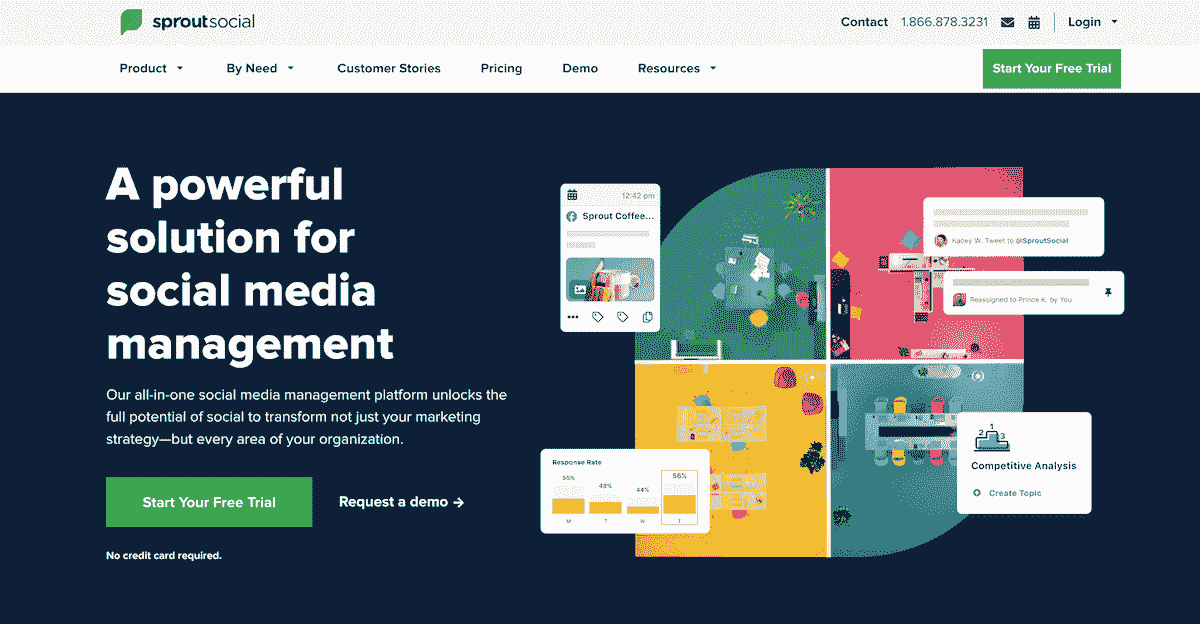 sproutsocial
Contact 1.866.878.3231 Login
Product By Need Customer Stories Pricing Demo Resources Start Your Free Trial
A powerful
solution for
social media
management
Our all-in-one social media management platform unlocks the
full potential of social to transform not just your marketing
strategy—but every area of your organization.
Start Your Free Trial Request a demo →
No credit card required.
12:42 pm
Sprout Coffee...
Kacey W. Tweet to @SproutSocial
Reassigned to Prince K. by You
Response Rate
55% 48% 44% 56%
M T W T
2 1 3
Competitive Analysis
Create Topic